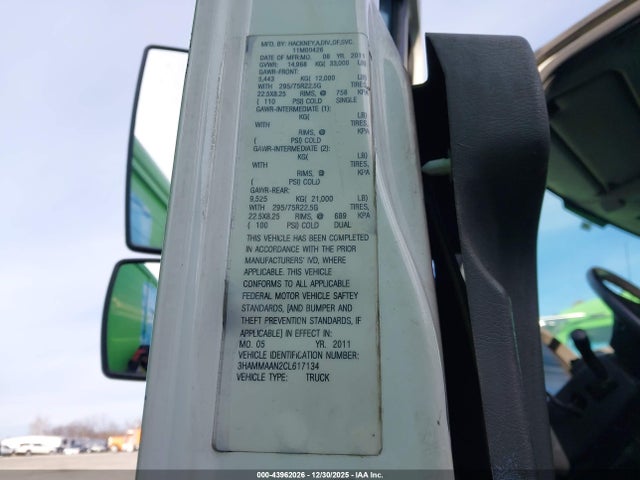 MFG. BY: HACKNEY,A.DIV.,OF,SVC.
11M00426
DATE OF MFR:MO. 06 YR. 2011
GVWR: 14,968 KG( 33,000 LB)
GAWR-FRONT:
5,443 KG( 12,000 LB)
WITH 295/75R22.5G TIRES,
22.5X8.25 RIMS, @ 758 KPA
( 110 PSI) COLD SINGLE
GAWR-INTERMEDIATE (1):
KG( LB)
WITH TIRES,
RIMS, @ KPA
( PSI) COLD
GAWR-INTERMEDIATE (2):
KG( LB)
WITH TIRES,
RIMS, @ KPA
( PSI) COLD
GAWR-REAR:
9,525 KG( 21,000 LB)
WITH 295/75R22.5G TIRES,
22.5X8.25 RIMS, @ 689 KPA
( 100 PSI) COLD DUAL
THIS VEHICLE HAS BEEN COMPLETED
IN ACCORDANCE WITH THE PRIOR
MANUFACTURERS' IVD, WHERE
APPLICABLE. THIS VEHICLE
CONFORMS TO ALL APPLICABLE
FEDERAL MOTOR VEHICLE SAFTEY
STANDARDS, [AND BUMPER AND
THEFT PREVENTION STANDARDS, IF
APPLICABLE] IN EFFECT IN:
MO. 05 YR. 2011
VEHICLE IDENTIFICATION NUMBER:
3HAMMAAN2CL617134
VEHICLE TYPE: TRUCK
000-43962026 - 12/30/2025 - IAA Inc.